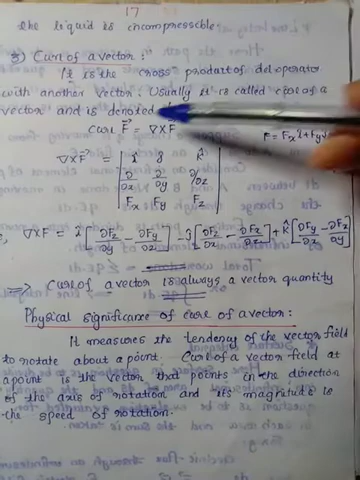 17
the liquid is incompressible.
3) Curl of a vector :
It is the cross product of del operator
with another vector. Usually it is called curl of a
vector and is denoted
Curl F⃗ = ∇×F⃗
F = Fx î + Fy
∇×F⃗ = | î ĵ k̂ |
| ∂/∂x ∂/∂y ∂/∂z |
| Fx Fy Fz |
∇×F = î [∂Fz/∂y - ∂Fy/∂z] - ĵ [∂Fz/∂x - ∂Fx/∂z] + k̂ [∂Fy/∂x - ∂Fx/∂y]
=> Curl of a vector is always a vector quantity
Physical significance of curl of a vector :
It measures the tendency of the vector field
to rotate about a point. Curl of a vector field at
a point is the vector that points in the direction
of the axis of rotation and its magnitude is
the speed of rotation.